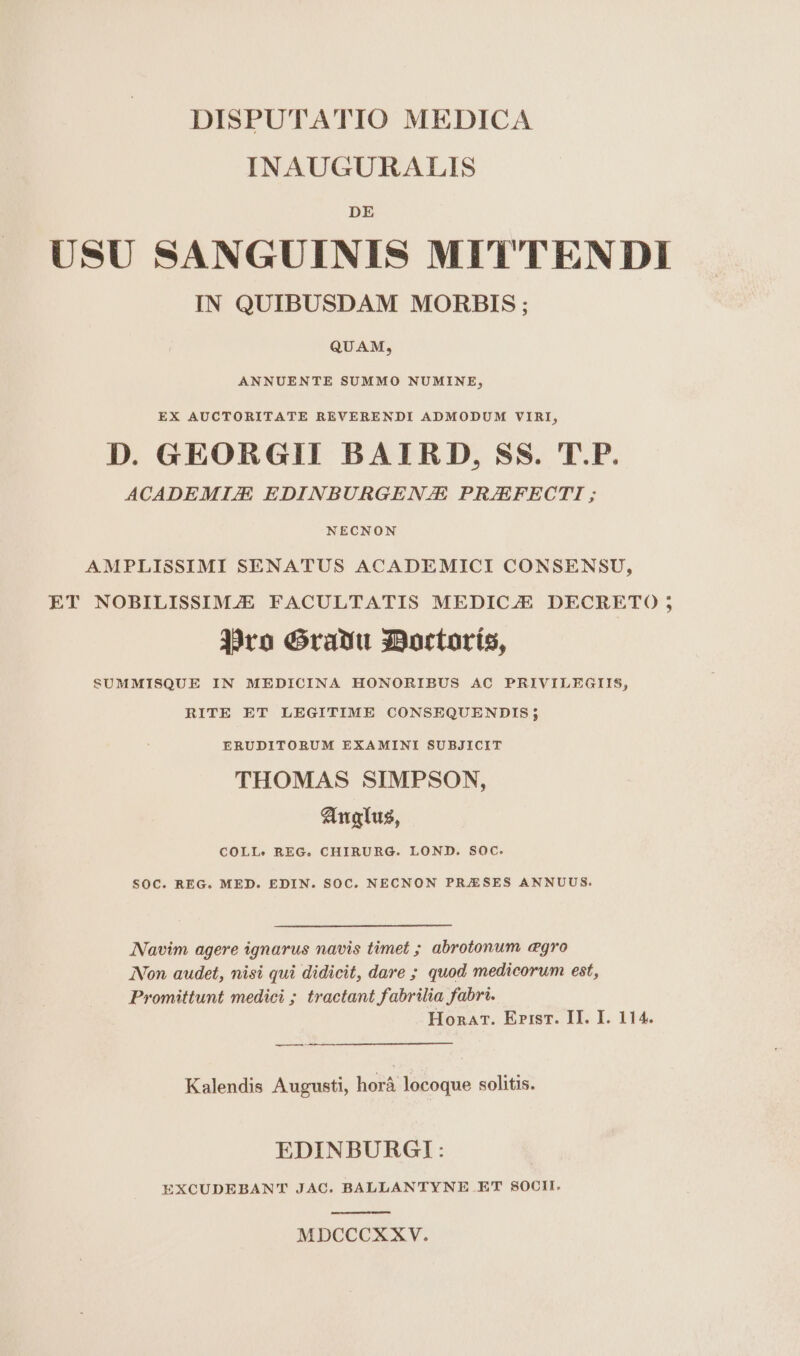 DISPUTATIO MEDICA
INAUGURALIS
DE
USU SANGUINIS MITTENDI
IN QUIBUSDAM MORBIS;
QUAM,
ANNUENTE SUMMO NUMINE,
EX AUCTORITATE REVERENDI ADMODUM VIRI,
D. GEORGII BAIRD, SS. T.P.
ACADEMIÆ EDINBURGENÆ PRÆFECTI;
NECNON
AMPLISSIMI SENATUS ACADEMICI CONSENSU,
ET NOBILISSIMÆ FACULTATIS MEDICÆ DECRETO;
Pro Gradu Doctoris,
SUMMISQUE IN MEDICINA HONORIBUS AC PRIVILEGIIS,
RITE ET LEGITIME CONSEQUENDIS;
ERUDITORUM EXAMINI SUBJICIT
THOMAS SIMPSON,
Anglus,
COLL. REG. CHIRURG. LOND. SOC.
SOC. REG. MED. EDIN. SOC. NECNON PRÆSES ANNUUS.
Navim agere ignarus navis timet; abrotonum ægro
Non audet, nisi qui didicit, dare; quod medicorum est,
Promittunt medici; tractant fabrilia fabri.
HORAT. EPIST. II. I. 114.
Kalendis Augusti, horâ locoque solitis.
EDINBURGI:
EXCUDEBANT JAC. BALLANTYNE ET SOCII.
MDCCCXXV.